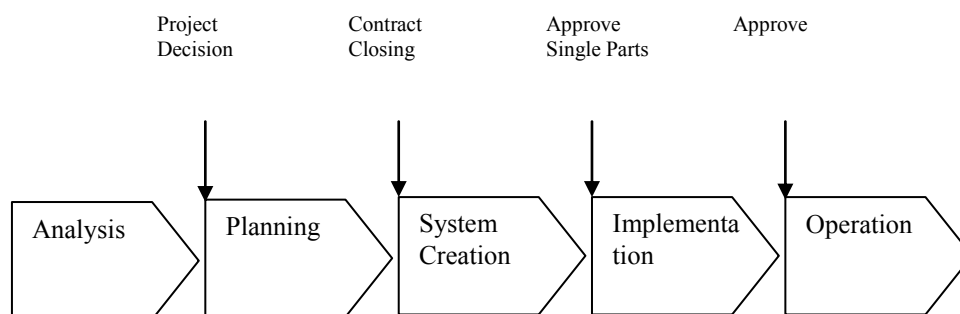 Project
Decision
Contract
Closing
Approve
Single Parts
Approve
Analysis
Planning
System
Creation
Implementa
tion
Operation